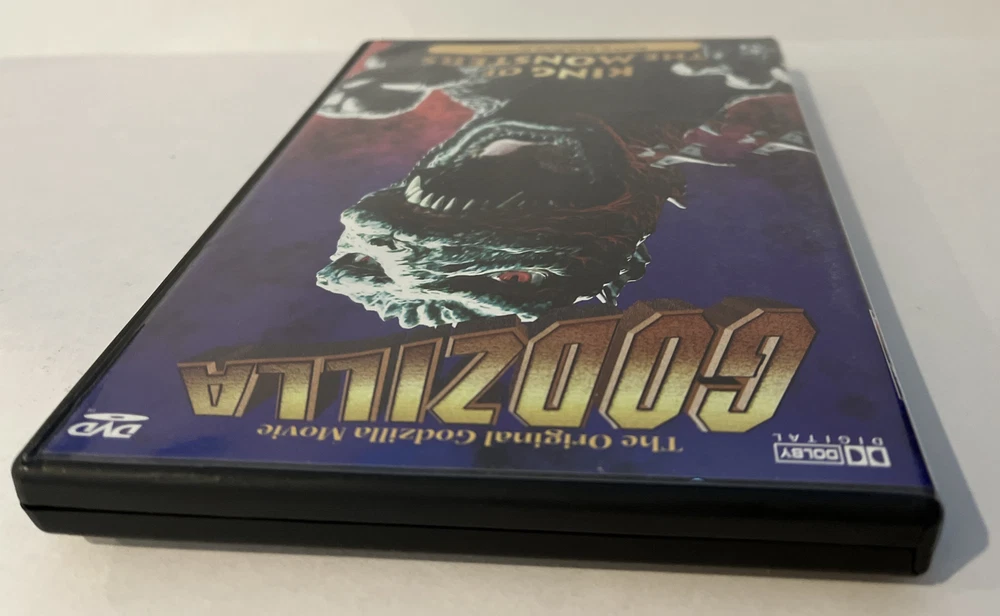 DOLBY
DIGITAL
DVD
The Original Godzilla Movie
GODZILLA
KING OF
THE MONSTERS